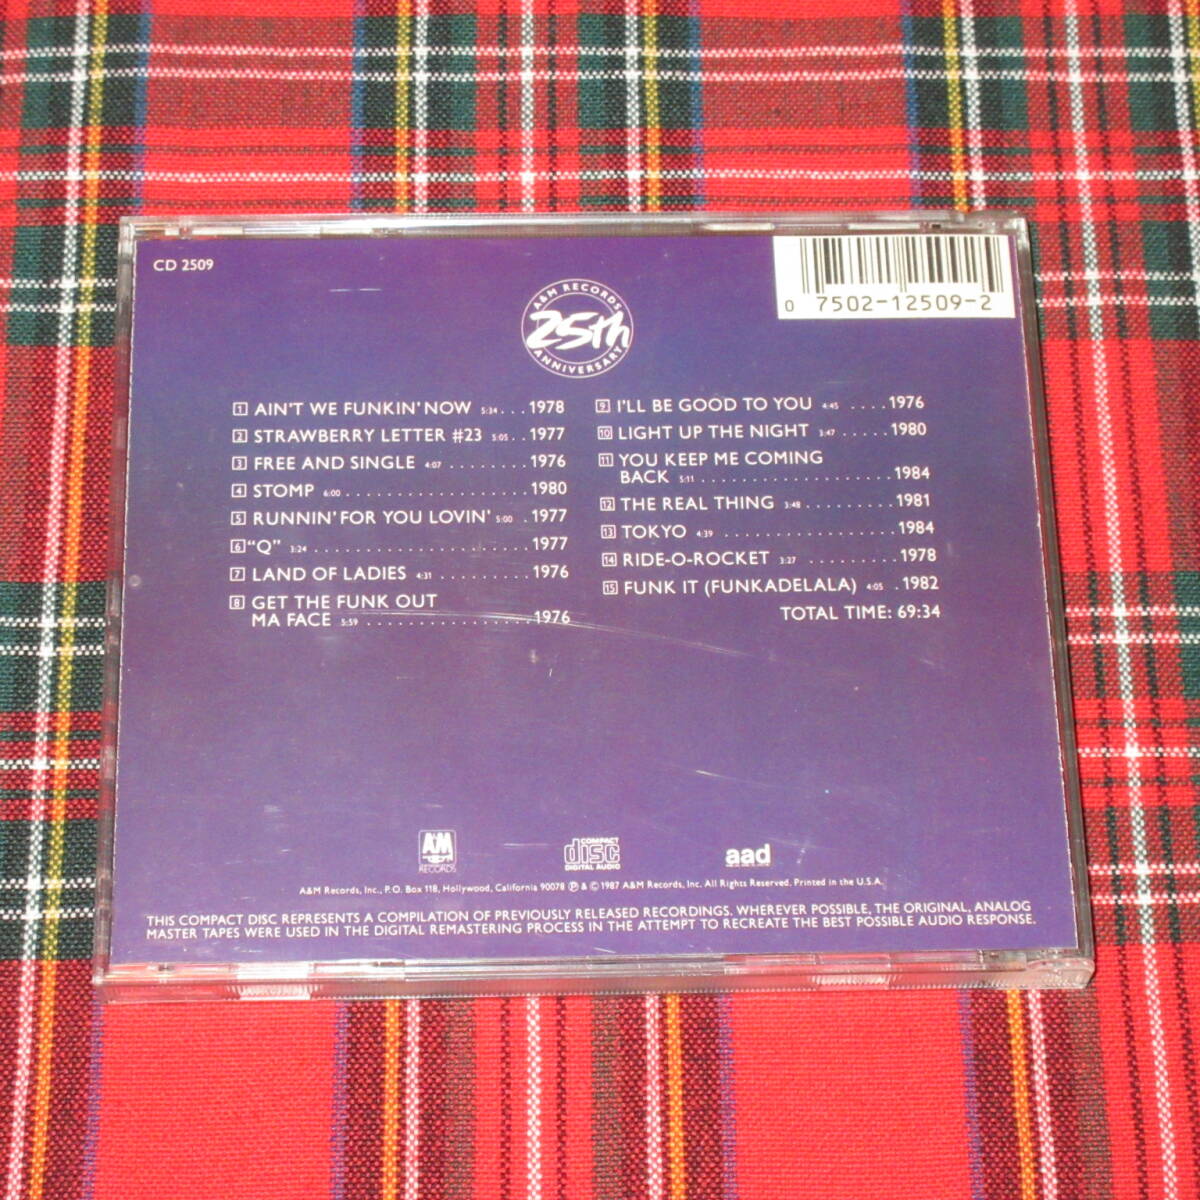 CD 2509
0 7502-12509-2
A&M RECORDS
25th
ANNIVERSARY
1 AIN'T WE FUNKIN' NOW 5:34 . . . 1978
2 STRAWBERRY LETTER #23 5:05 . . 1977
3 FREE AND SINGLE 4:07 . . . . . . . . . 1976
4 STOMP 6:00 . . . . . . . . . . . . . . . . . . 1980
5 RUNNIN' FOR YOU LOVIN' 5:00 . 1977
6 "Q" 3:24 . . . . . . . . . . . . . . . . . . . . . . 1977
7 LAND OF LADIES 4:31 . . . . . . . . . . 1976
8 GET THE FUNK OUT
MA FACE 5:59 . . . . . . . . . . . . . . . . . 1976
9 I'LL BE GOOD TO YOU 4:45 . . . . 1976
10 LIGHT UP THE NIGHT 3:47 . . . . . 1980
11 YOU KEEP ME COMING
BACK 5:11 . . . . . . . . . . . . . . . . . . . 1984
12 THE REAL THING 3:48 . . . . . . . . . 1981
13 TOKYO 4:39 . . . . . . . . . . . . . . . . . 1984
14 RIDE-O-ROCKET 3:27 . . . . . . . . . 1978
15 FUNK IT (FUNKADELALA) 4:05 . . 1982
TOTAL TIME: 69:34
A&M
RECORDS
COMPACT
disc
DIGITAL AUDIO
aad
A&M Records, Inc., P.O. Box 118, Hollywood, California 90078 ℗ & © 1987 A&M Records, Inc. All Rights Reserved. Printed in the U.S.A.
THIS COMPACT DISC REPRESENTS A COMPILATION OF PREVIOUSLY RELEASED RECORDINGS. WHEREVER POSSIBLE, THE ORIGINAL, ANALOG
MASTER TAPES WERE USED IN THE DIGITAL REMASTERING PROCESS IN THE ATTEMPT TO RECREATE THE BEST POSSIBLE AUDIO RESPONSE.